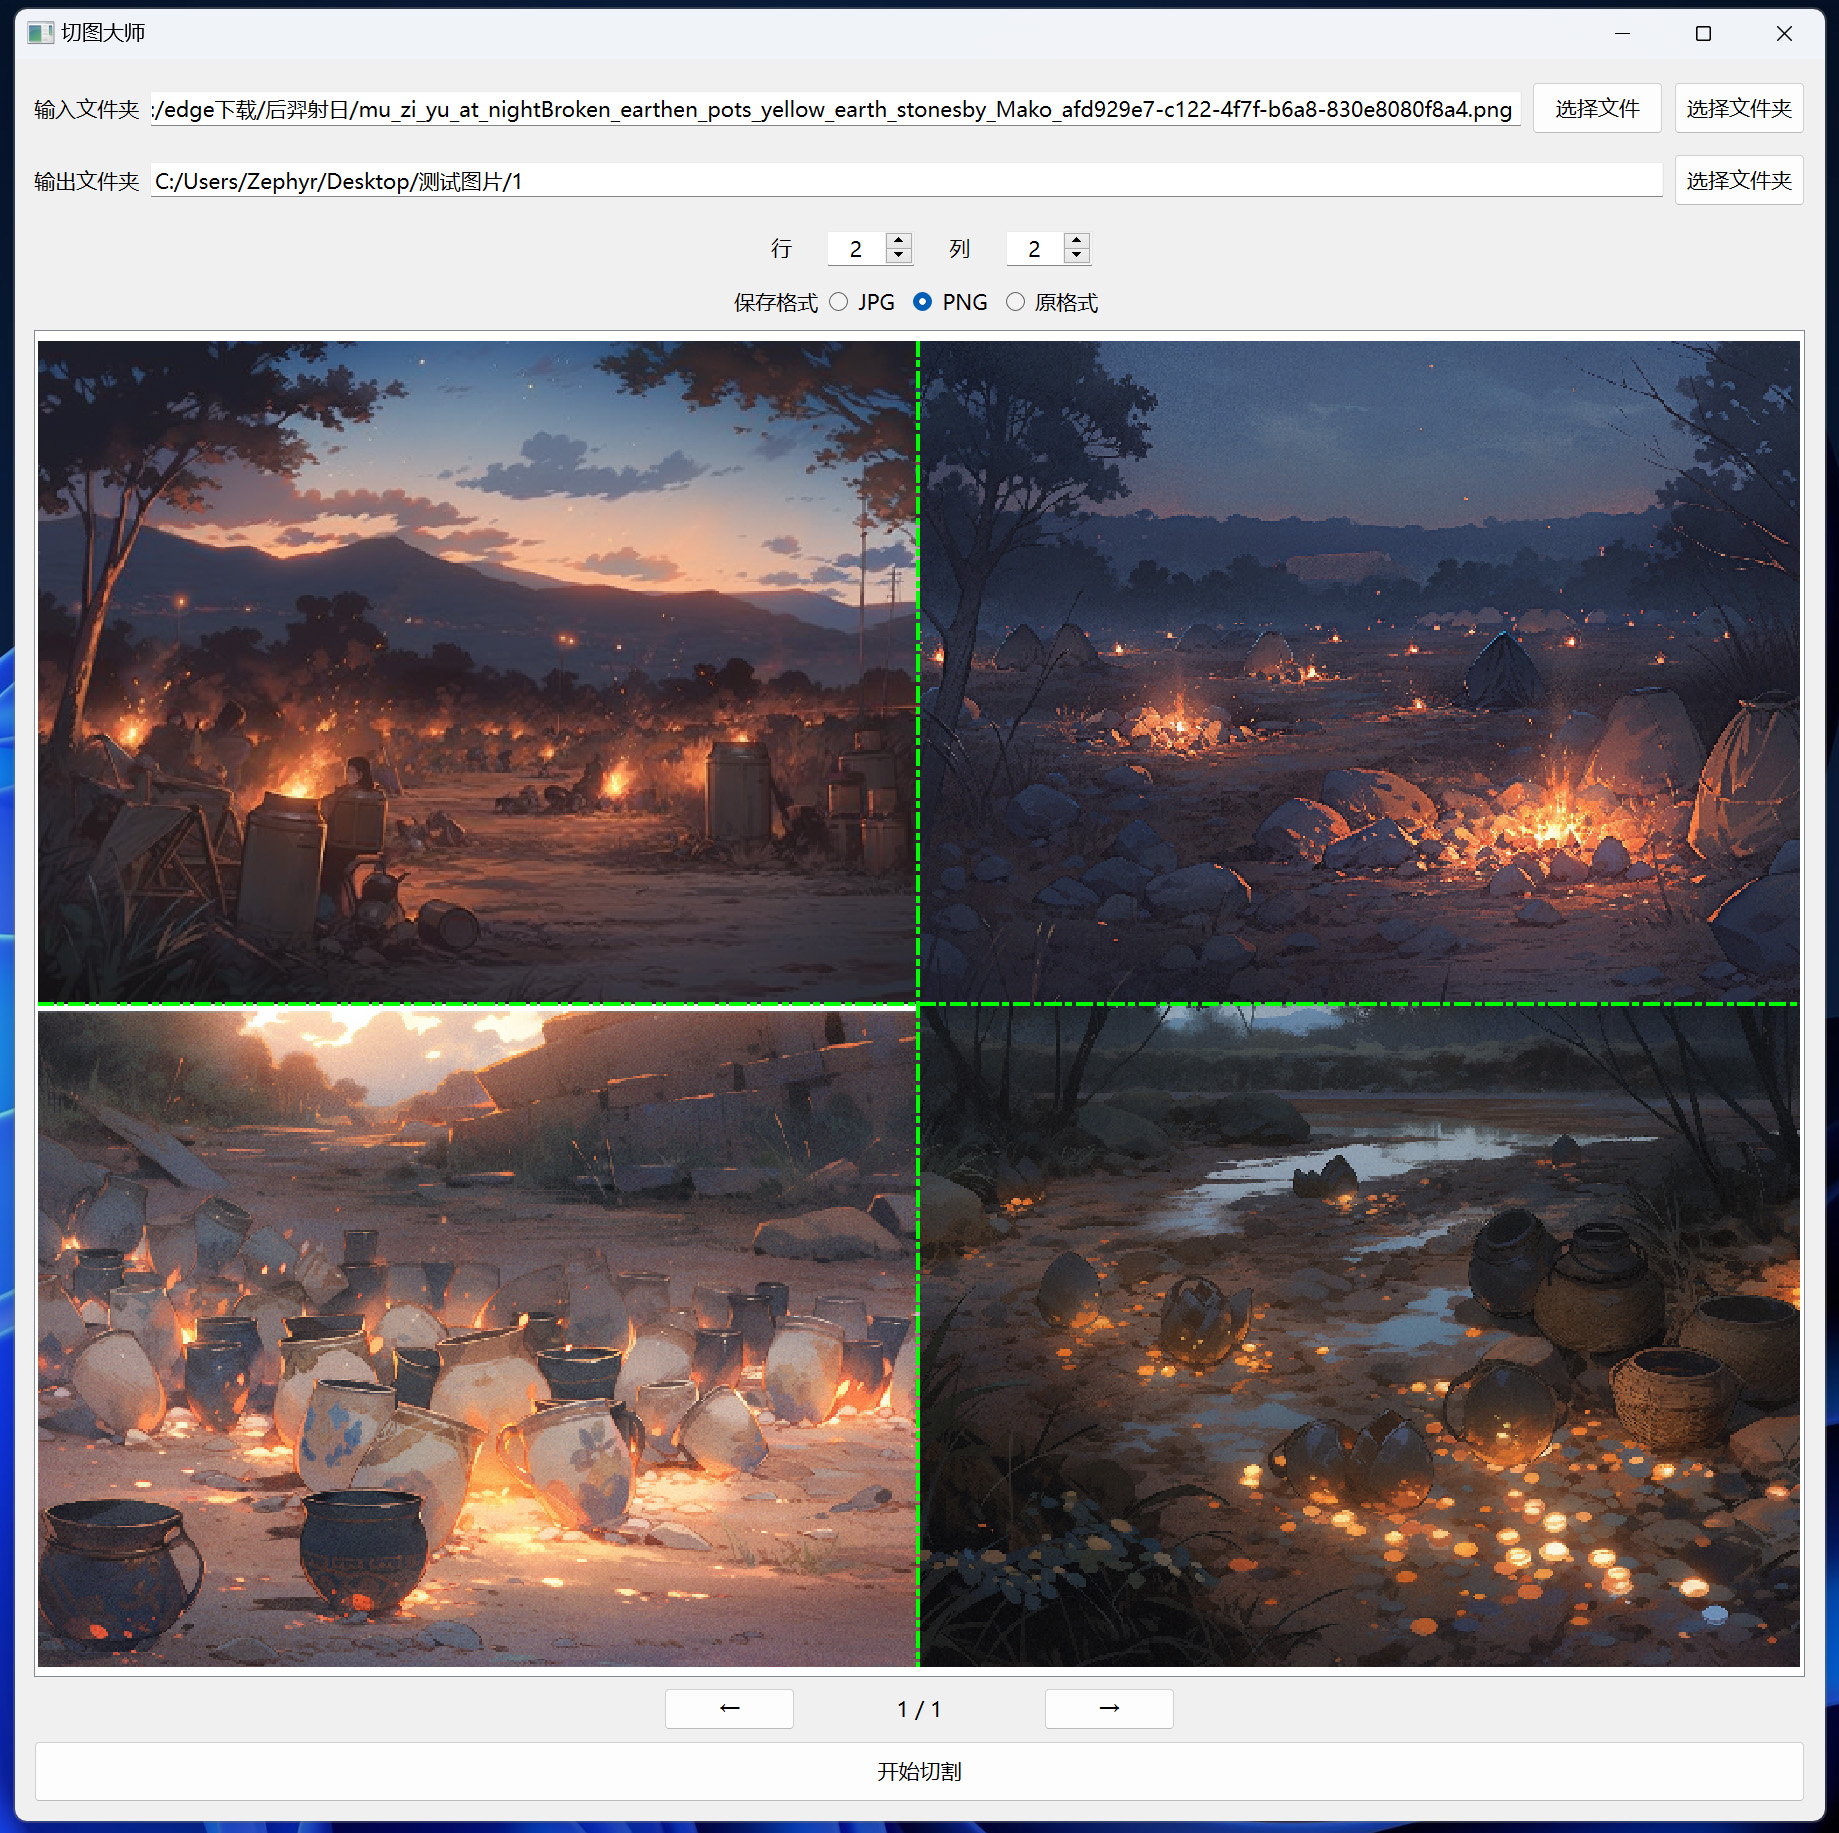 切图大师
输入文件夹 :/edge下载/后羿射日/mu_zi_yu_at_nightBroken_earthen_pots_yellow_earth_stonesby_Mako_afd929e7-c122-4f7f-b6a8-830e8080f8a4.png 选择文件 选择文件夹
输出文件夹 C:/Users/Zephyr/Desktop/测试图片/1 选择文件夹
行 2 列 2
保存格式 JPG PNG 原格式
← 1 / 1 →
开始切割